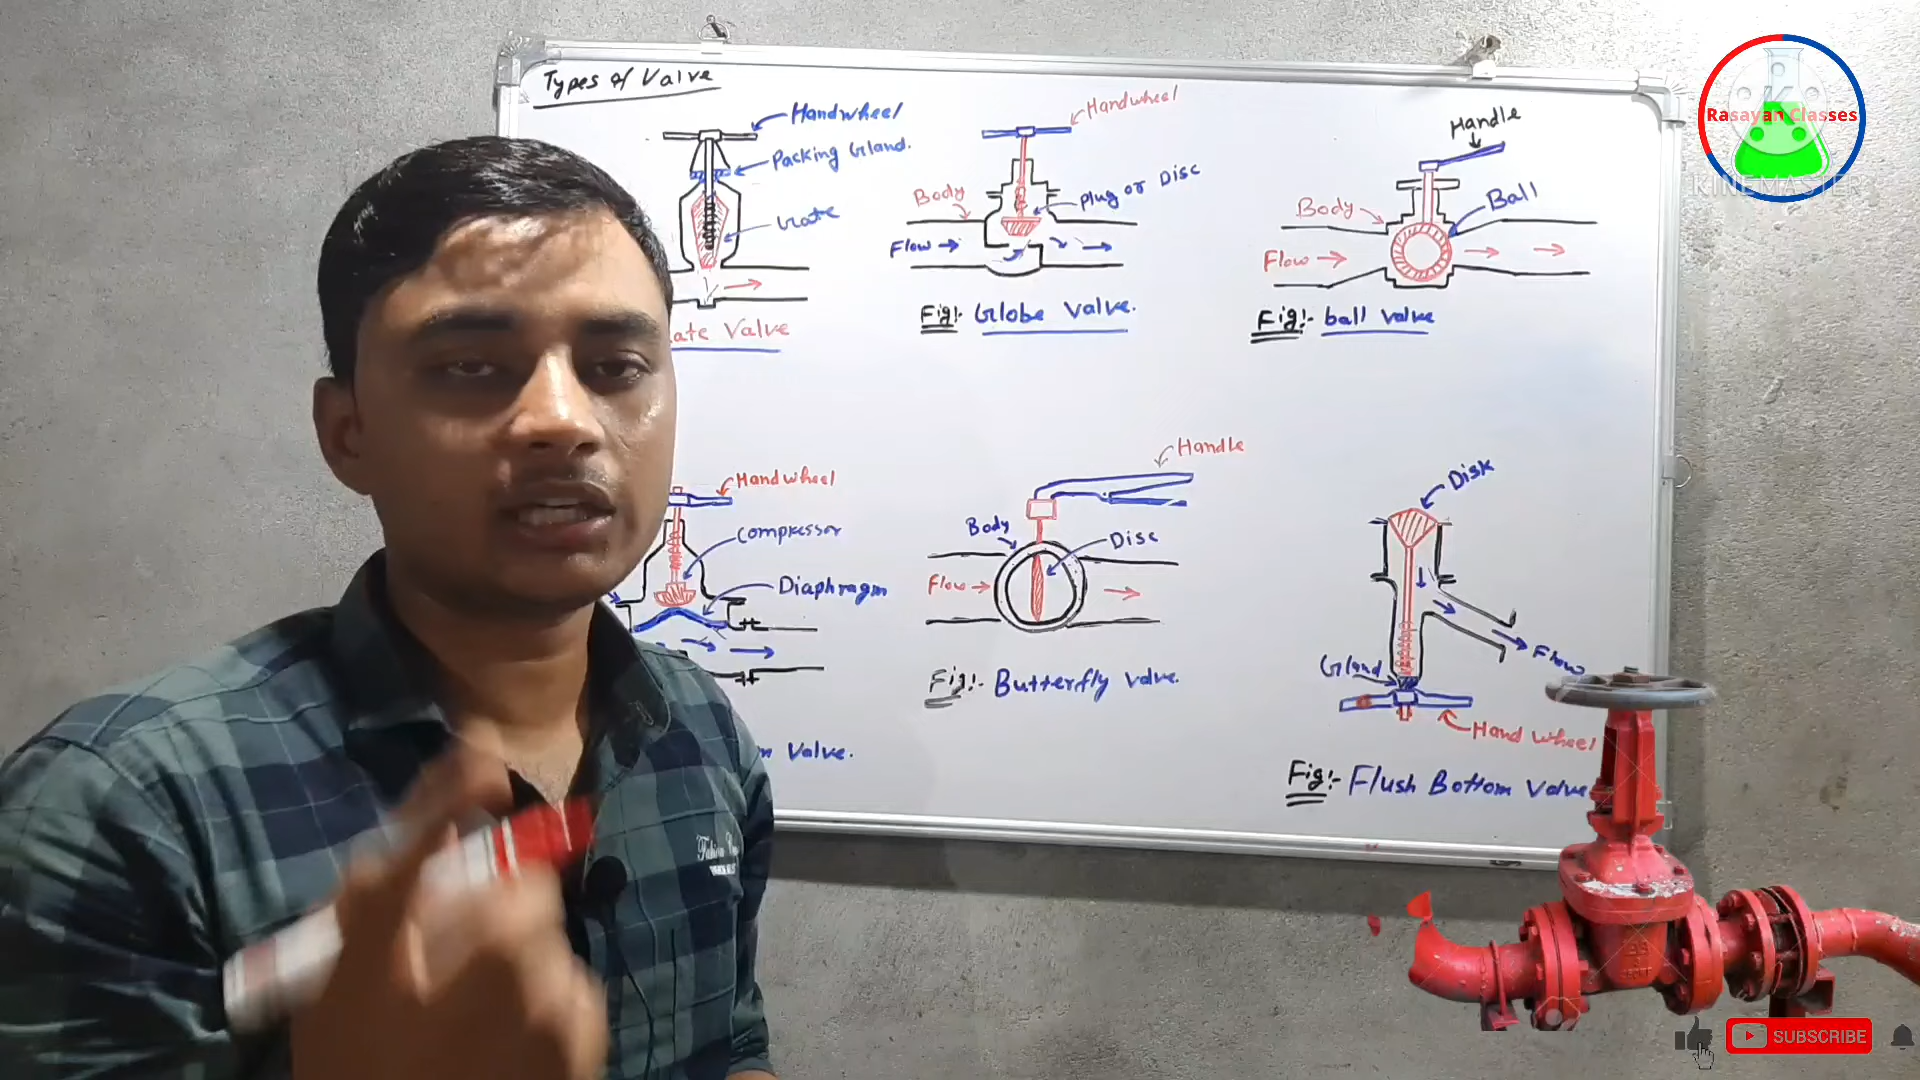 Types of Valve
Handwheel
Packing Gland.
Gate
ate Valve
Handwheel
Body
Plug or Disc
Flow
Fig:- Globe Valve.
Handle
Body
Ball
Flow
Fig:- ball valve
Rasayan Classes
KINEMASTER
Handwheel
Compressor
Diaphragm
m Valve.
Handle
Body
Disc
Flow
Fig:- Butterfly valve.
Disk
Flow
Gland
Hand wheel
Fig:- Flush Bottom Valve
SUBSCRIBE